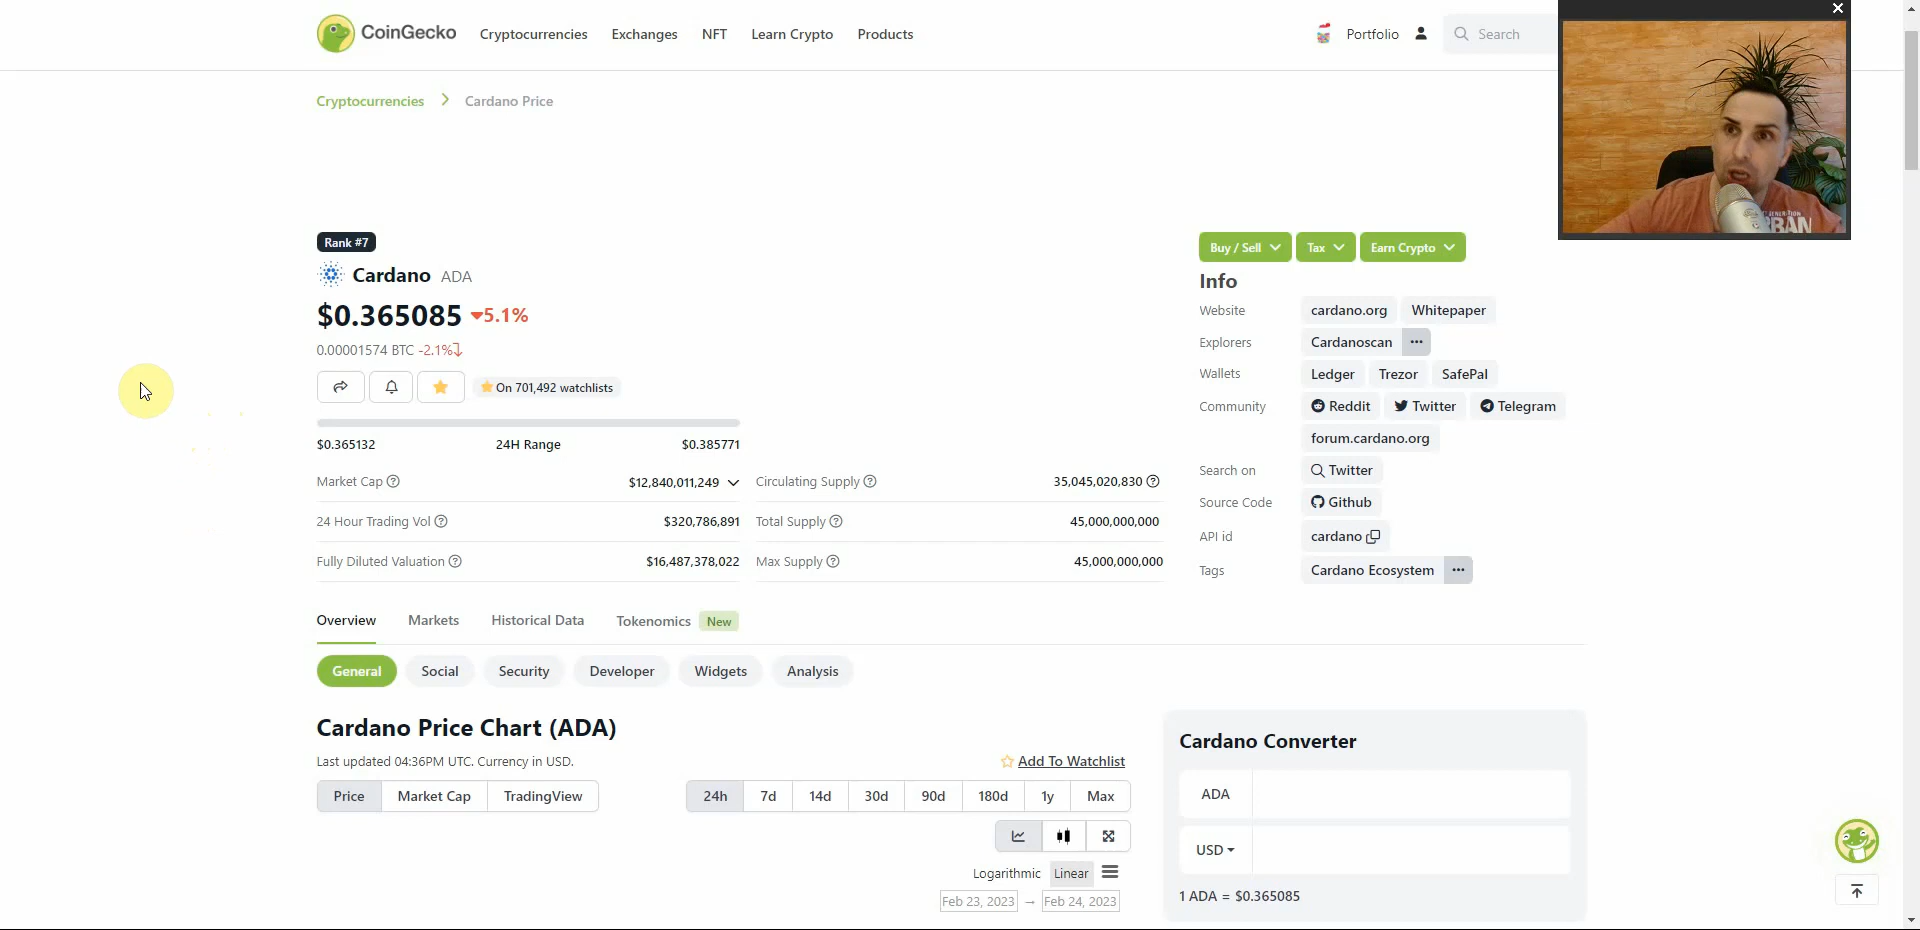 CoinGecko Cryptocurrencies Exchanges NFT Learn Crypto Products Portfolio Search
Cryptocurrencies Cardano Price
Rank #7
Cardano ADA
$0.365085 5.1%
0.00001574 BTC -2.1%
On 701,492 watchlists
$0.365132 24H Range $0.385771
Market Cap $12,840,011,249
Circulating Supply 35,045,020,830
24 Hour Trading Vol $320,786,891
Total Supply 45,000,000,000
Fully Diluted Valuation $16,487,378,022
Max Supply 45,000,000,000
Buy / Sell Tax Earn Crypto
Info
Website cardano.org Whitepaper
Explorers Cardanoscan
Wallets Ledger Trezor SafePal
Community Reddit Twitter Telegram
forum.cardano.org
Search on Twitter
Source Code Github
API id cardano
Tags Cardano Ecosystem
Overview Markets Historical Data Tokenomics New
General Social Security Developer Widgets Analysis
Cardano Price Chart (ADA)
Last updated 04:36PM UTC. Currency in USD.
Add To Watchlist
Price Market Cap TradingView
24h 7d 14d 30d 90d 180d 1y Max
Logarithmic Linear
Feb 23, 2023 → Feb 24, 2023
Cardano Converter
ADA
USD
1 ADA = $0.365085